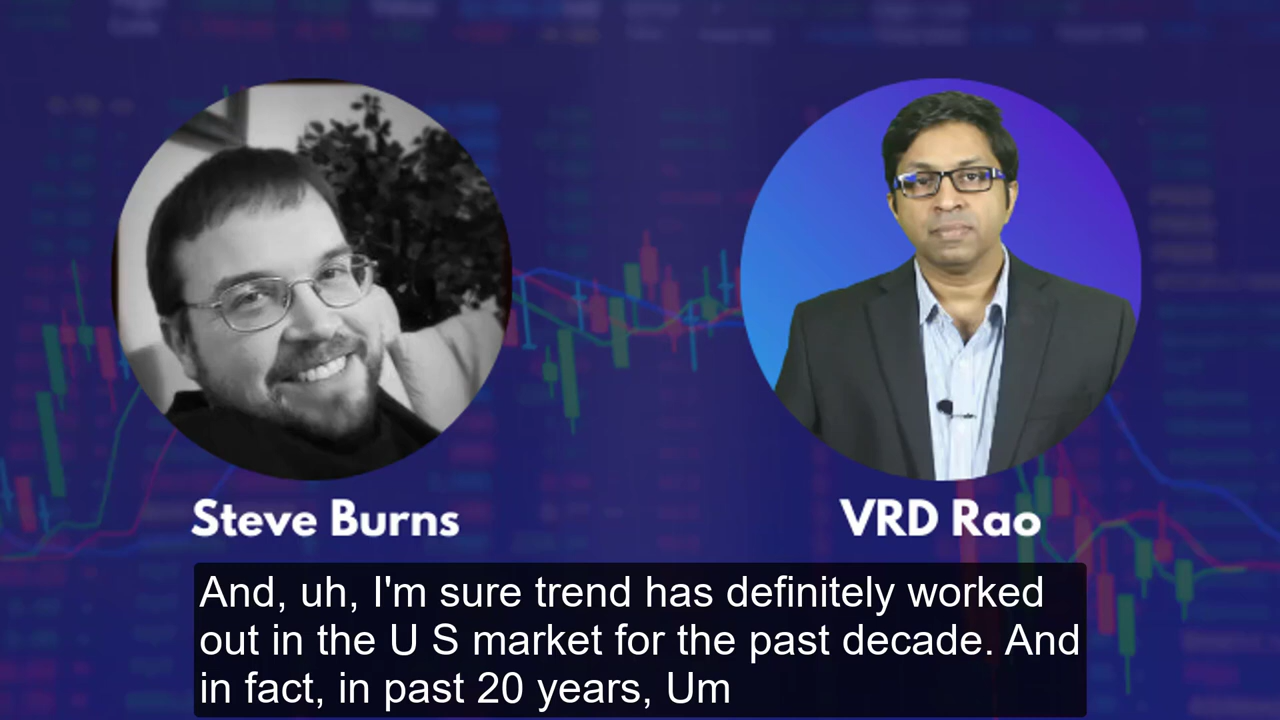 Steve Burns
VRD Rao
And, uh, I'm sure trend has definitely worked
out in the U S market for the past decade. And
in fact, in past 20 years, Um